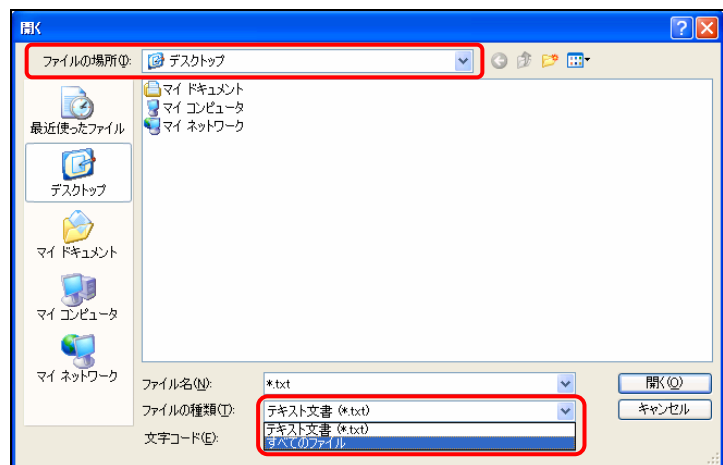 開く
ファイルの場所(I):
デスクトップ
マイ ドキュメント
マイ コンピュータ
マイ ネットワーク
最近使ったファイル
デスクトップ
マイ ドキュメント
マイ コンピュータ
マイ ネットワーク
ファイル名(N):
*.txt
開く(O)
ファイルの種類(T):
テキスト文書 (*.txt)
キャンセル
テキスト文書 (*.txt)
すべてのファイル
文字コード(E):